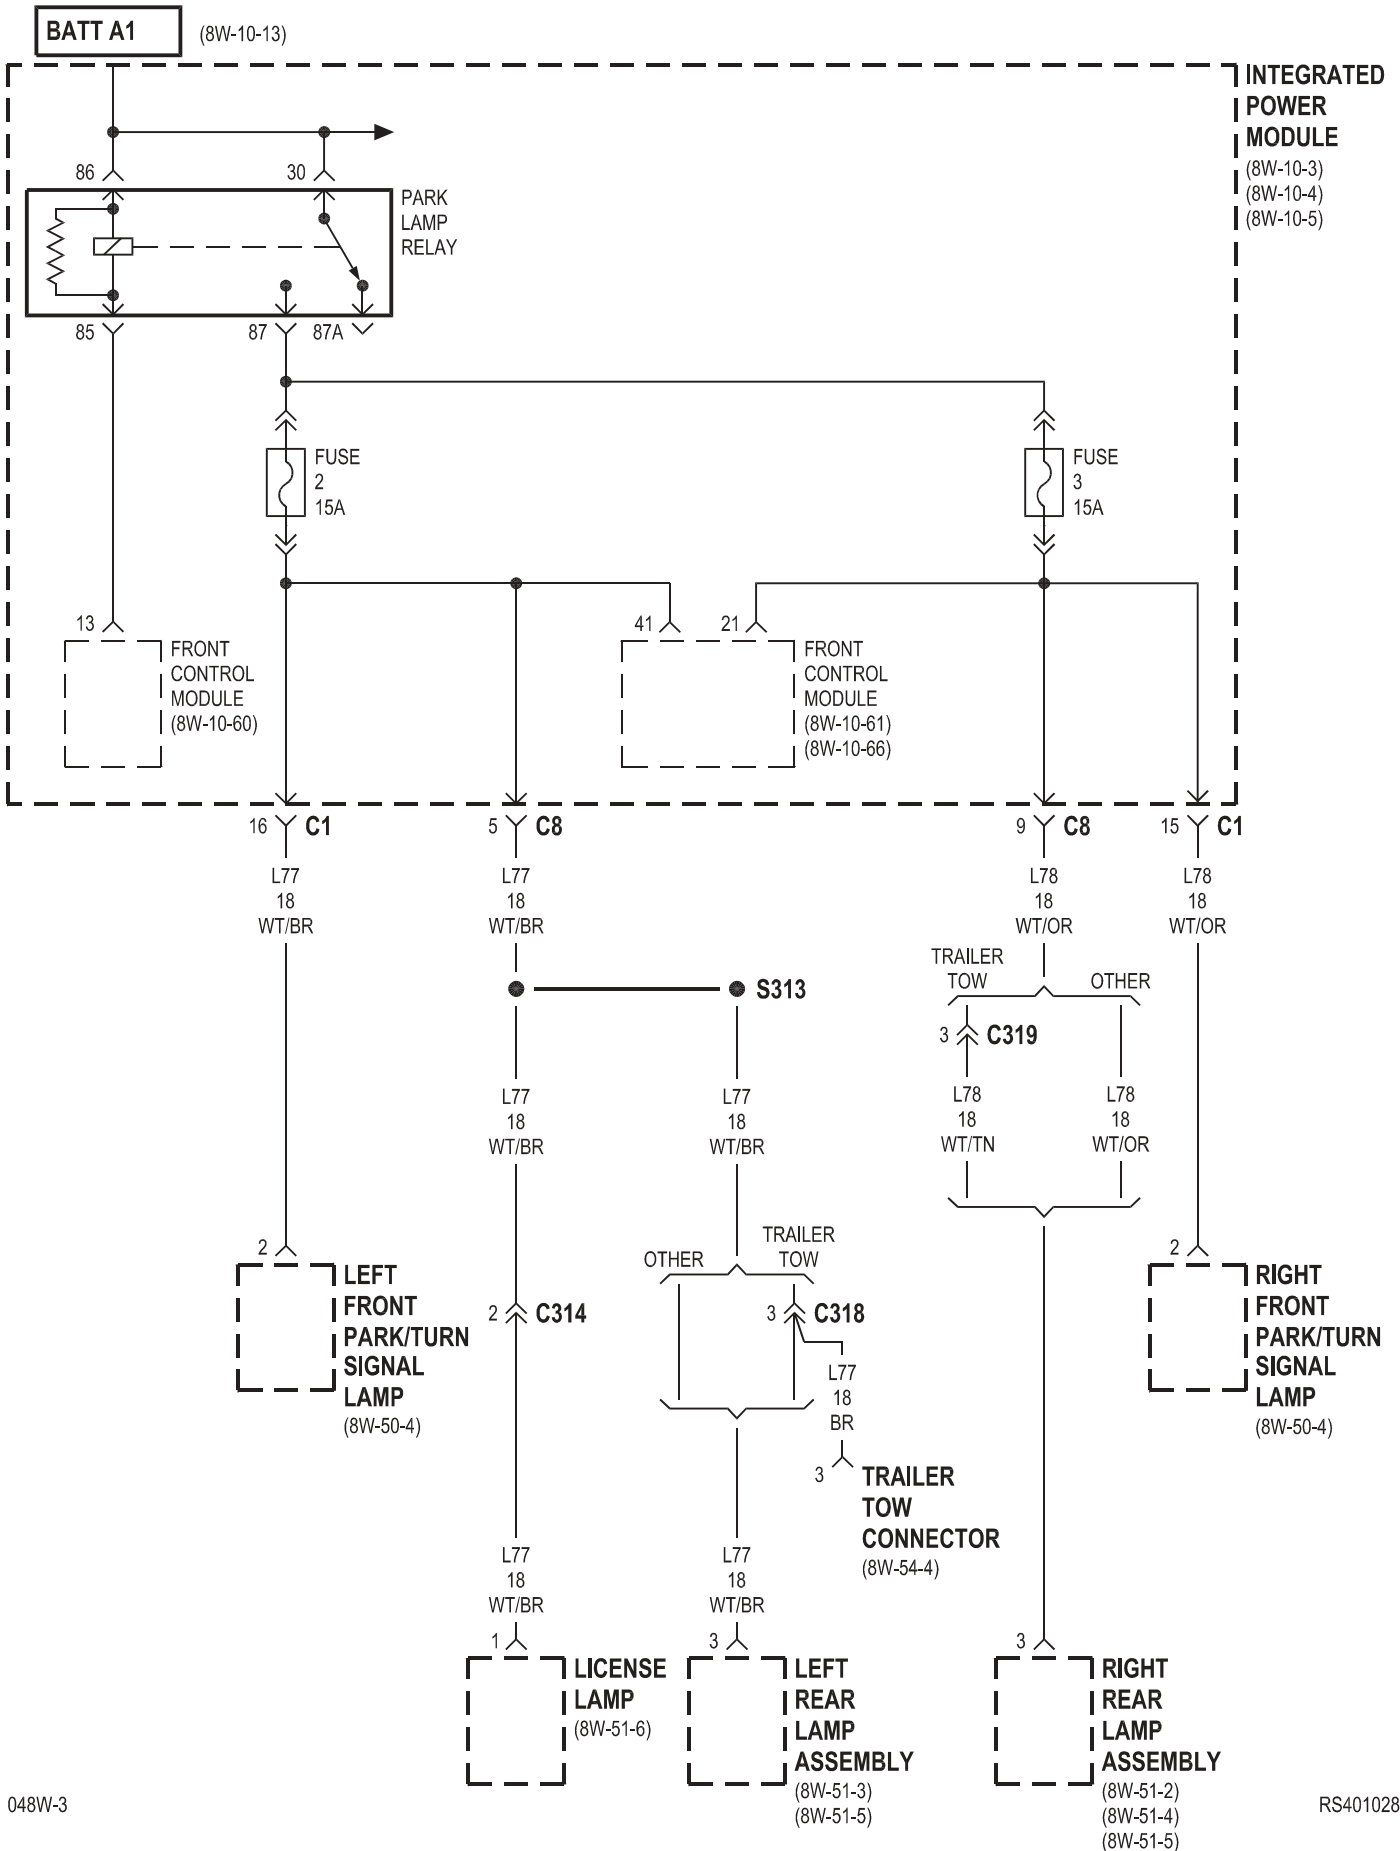 BATT A1
(8W-10-13)
INTEGRATED
POWER
MODULE
(8W-10-3)
(8W-10-4)
(8W-10-5)
86
30
PARK
LAMP
RELAY
85
87
87A
FUSE
2
15A
FUSE
3
15A
13
FRONT
CONTROL
MODULE
(8W-10-60)
41
21
FRONT
CONTROL
MODULE
(8W-10-61)
(8W-10-66)
16
C1
5
C8
9
C8
15
C1
L77
18
WT/BR
L77
18
WT/BR
L78
18
WT/OR
L78
18
WT/OR
S313
TRAILER
TOW
OTHER
3
C319
L77
18
WT/BR
L77
18
WT/BR
L78
18
WT/TN
L78
18
WT/OR
2
LEFT
FRONT
PARK/TURN
SIGNAL
LAMP
(8W-50-4)
2
C314
OTHER
TRAILER
TOW
3
C318
L77
18
BR
3
TRAILER
TOW
CONNECTOR
(8W-54-4)
2
RIGHT
FRONT
PARK/TURN
SIGNAL
LAMP
(8W-50-4)
L77
18
WT/BR
L77
18
WT/BR
1
LICENSE
LAMP
(8W-51-6)
3
LEFT
REAR
LAMP
ASSEMBLY
(8W-51-3)
(8W-51-5)
3
RIGHT
REAR
LAMP
ASSEMBLY
(8W-51-2)
(8W-51-4)
(8W-51-5)
048W-3
RS401028